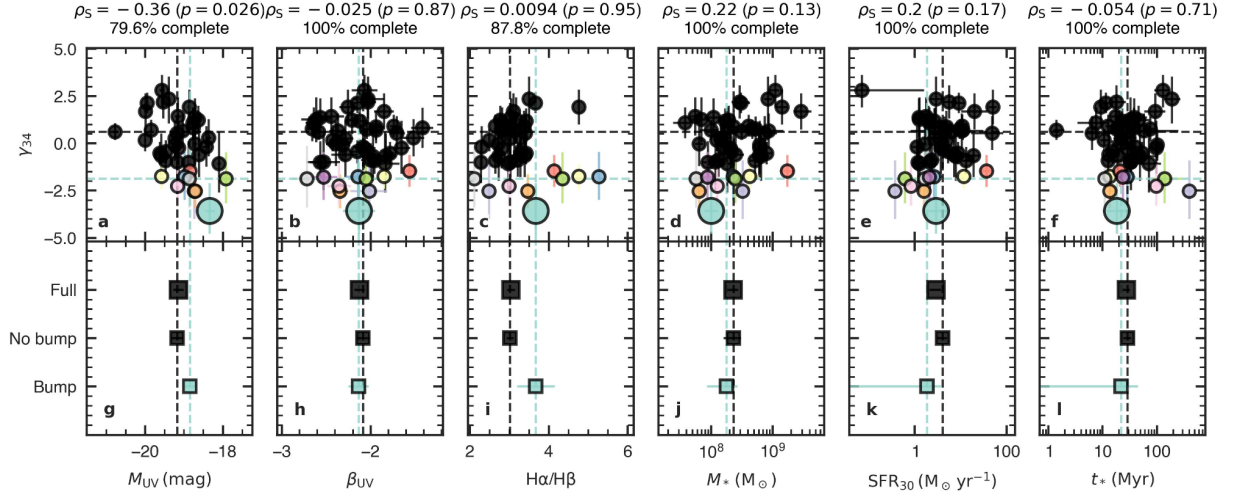 ρS = − 0.36 (p = 0.026) ρS = − 0.025 (p = 0.87) ρS = 0.0094 (p = 0.95) ρS = 0.22 (p = 0.13) ρS = 0.2 (p = 0.17) ρS = − 0.054 (p = 0.71)
79.6% complete 100% complete 87.8% complete 100% complete 100% complete 100% complete
5.0
2.5
0.0
−2.5
−5.0
γ34
a b c d e f
Full
No bump
Bump
g h i j k l
−20 −18 −3 −2 2 4 6 10⁸ 10⁹ 1 100 1 10 100
MUV (mag) βUV Hα/Hβ M* (M⊙) SFR30 (M⊙ yr⁻¹) t* (Myr)